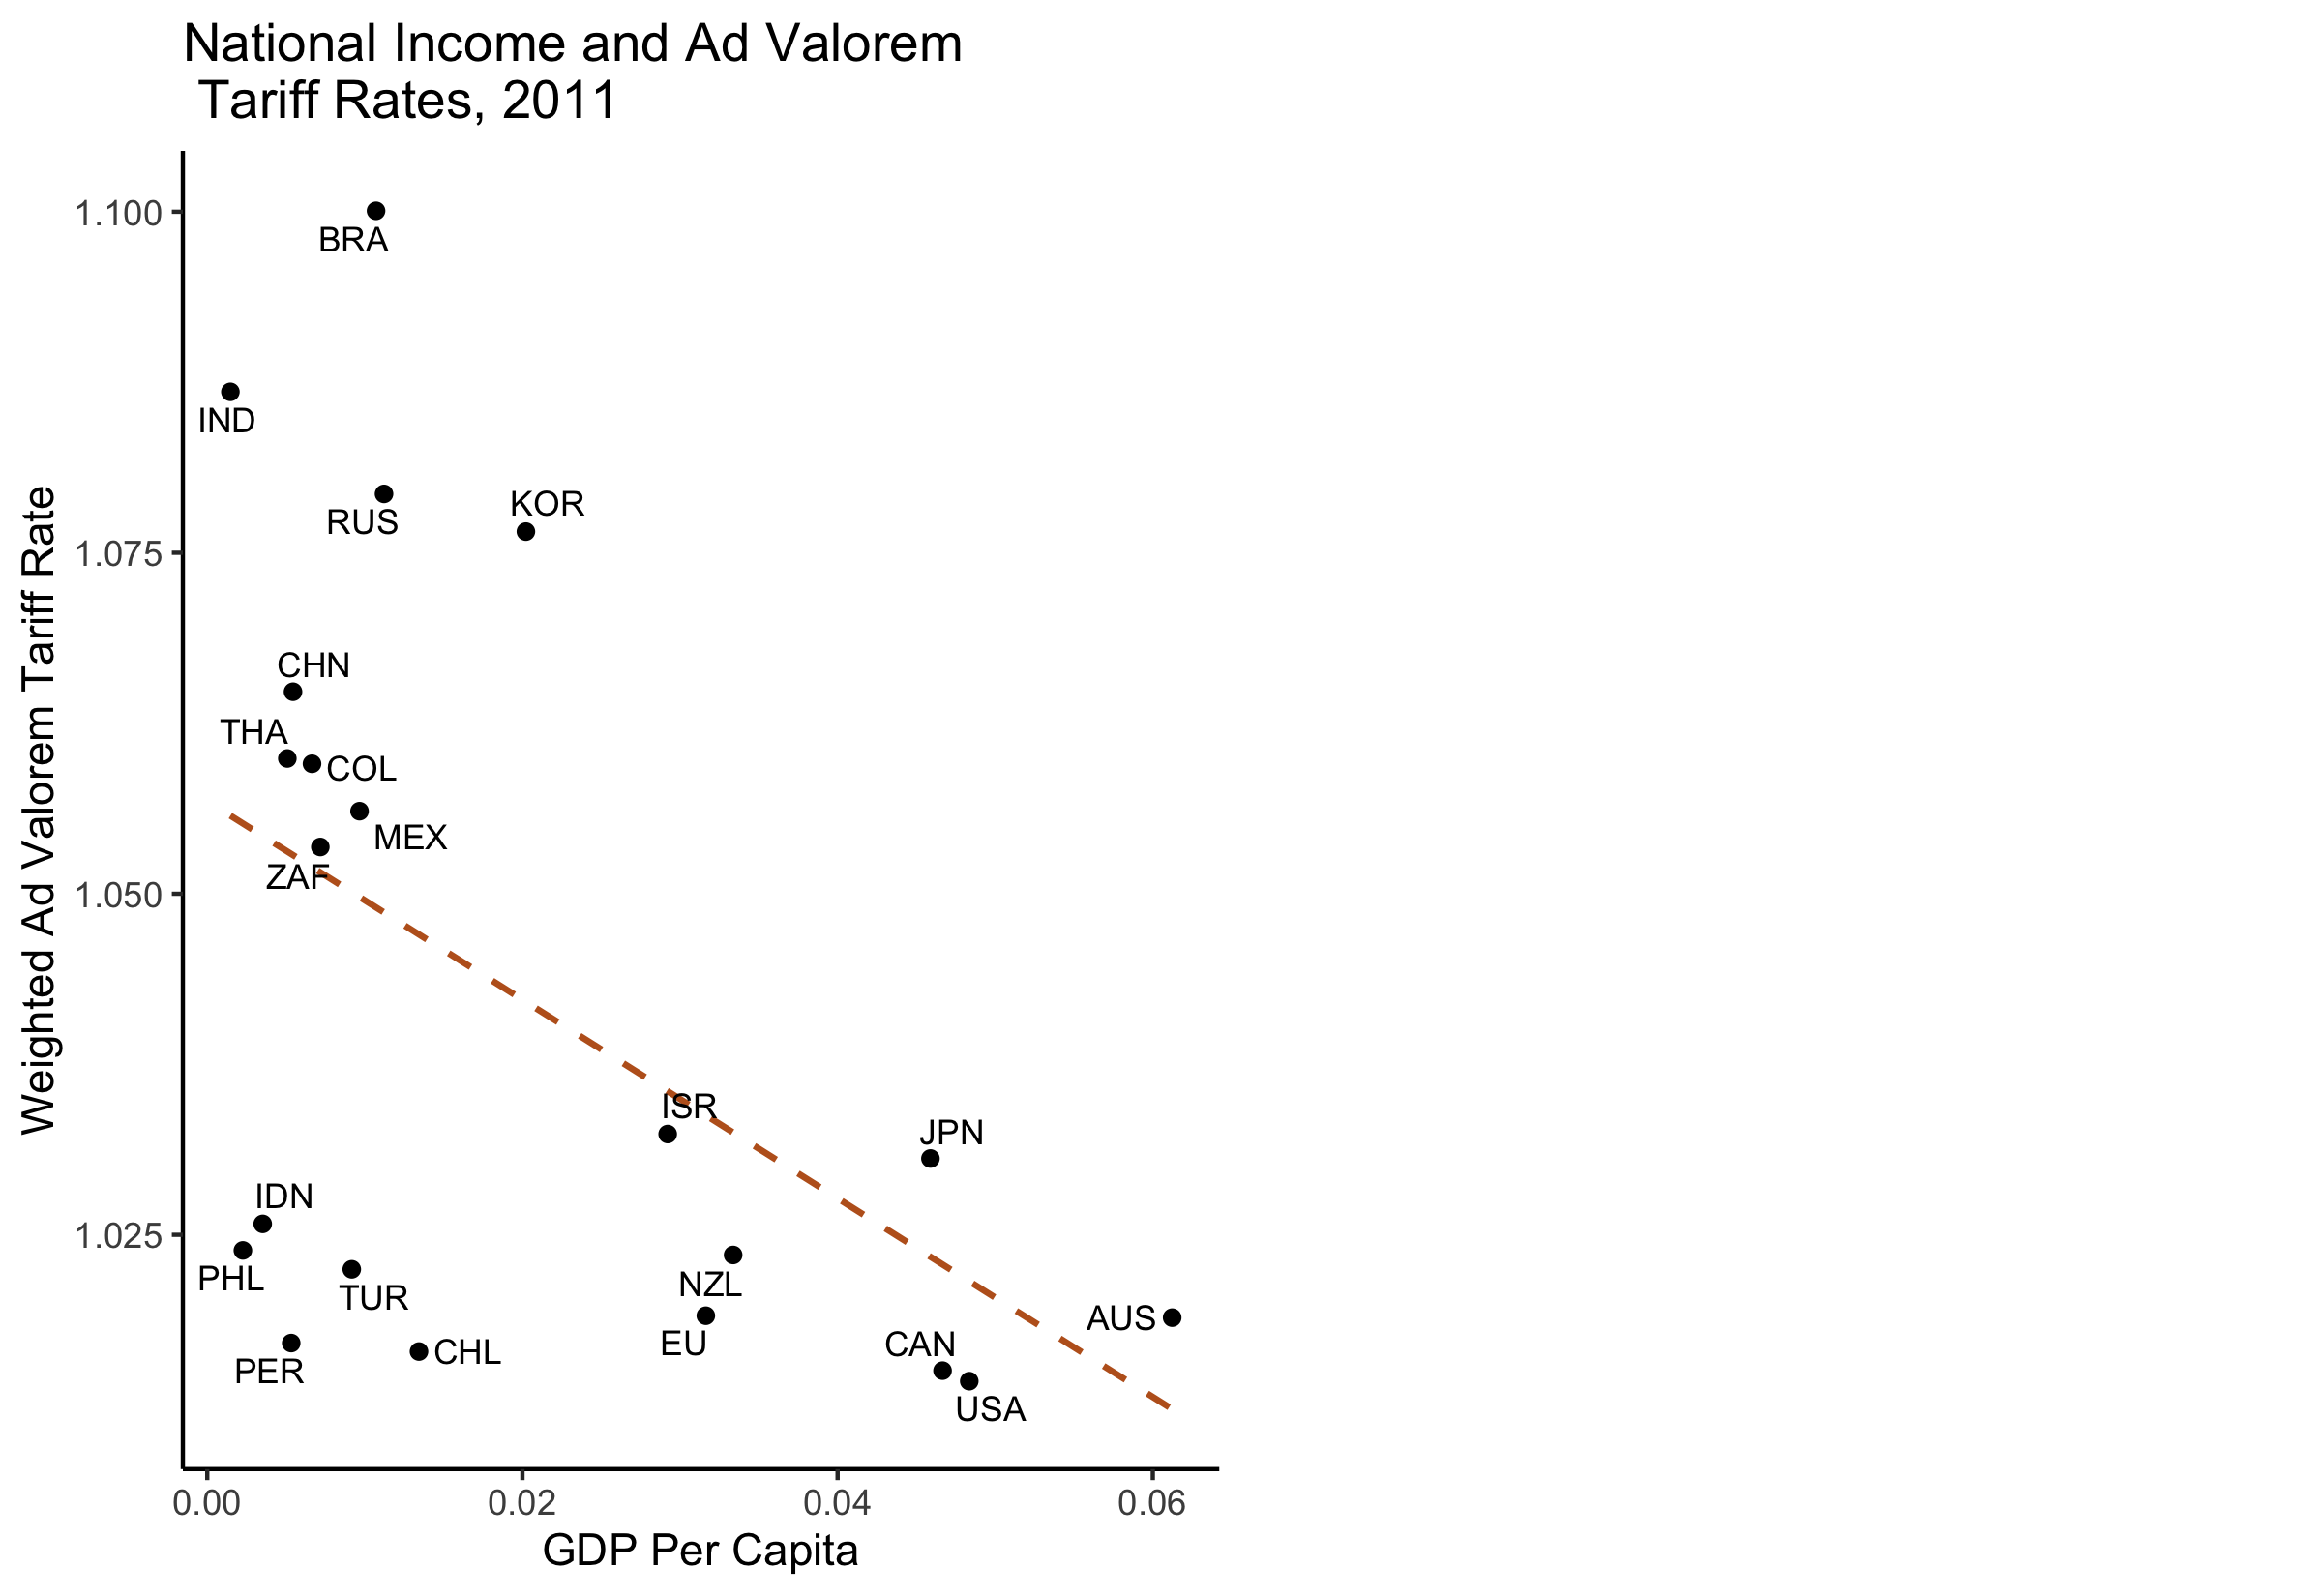 National Income and Ad Valorem
Tariff Rates, 2011
Weighted Ad Valorem Tariff Rate
1.100
1.075
1.050
1.025
BRA
IND
RUS
KOR
CHN
THA
COL
MEX
ZAF
ISR
JPN
IDN
PHL
TUR
NZL
EU
AUS
CAN
PER
CHL
USA
0.00
0.02
0.04
0.06
GDP Per Capita